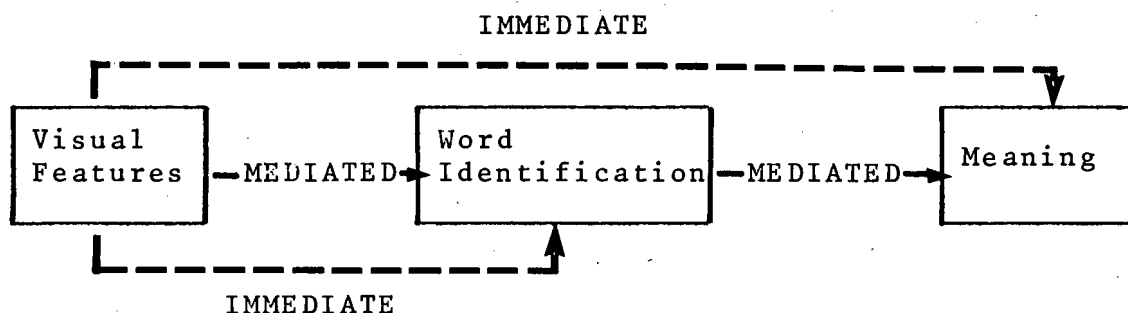 IMMEDIATE
Visual
Features
MEDIATED
Word
Identification
MEDIATED
Meaning
IMMEDIATE